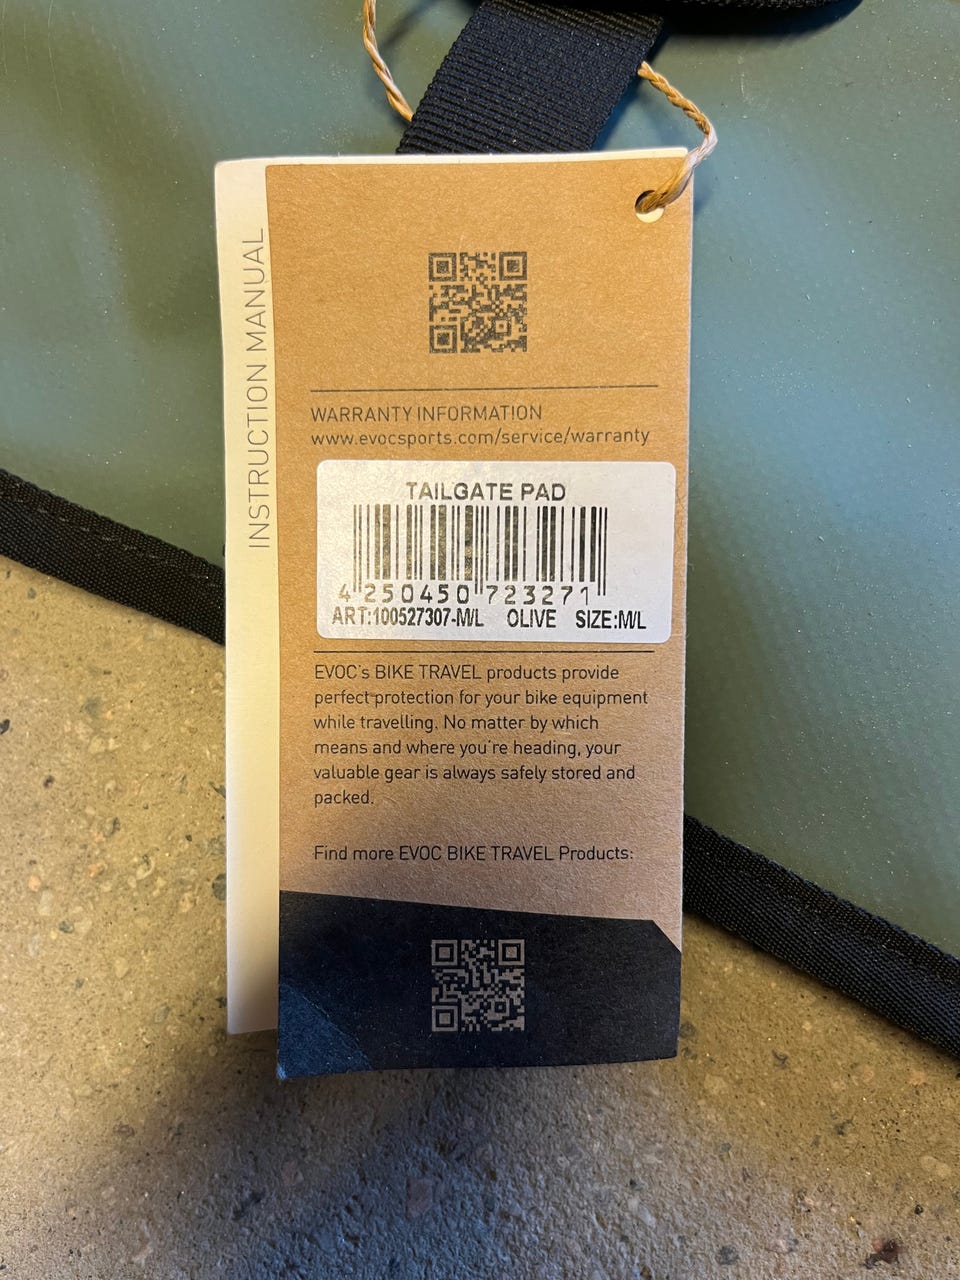 INSTRUCTION MANUAL
WARRANTY INFORMATION
www.evocsports.com/service/warranty
TAILGATE PAD
4 250450 723271
ART:100527307-M/L OLIVE SIZE:M/L
EVOC's BIKE TRAVEL products provide
perfect protection for your bike equipment
while travelling. No matter by which
means and where you're heading, your
valuable gear is always safely stored and
packed.
Find more EVOC BIKE TRAVEL Products: